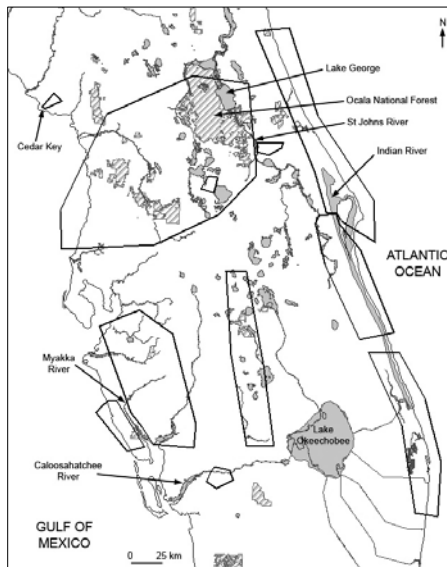 N
Lake George
Ocala National Forest
St Johns River
Cedar Key
Indian River
ATLANTIC
OCEAN
Myakka
River
Lake
Okeechobee
Caloosahatchee
River
GULF OF
MEXICO
0 25 km